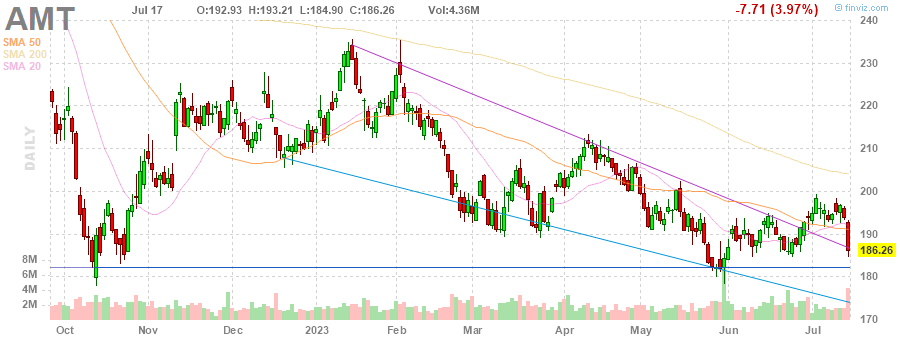 AMT Jul 17 O:192.93 H:193.21 L:184.90 C:186.26 Vol:4.36M -7.71 (3.97%) © finviz.com
SMA 50
SMA 200
SMA 20
DAILY
240
230
220
210
200
190
186.26
180
170
8M
6M
4M
2M
Oct Nov Dec 2023 Feb Mar Apr May Jun Jul